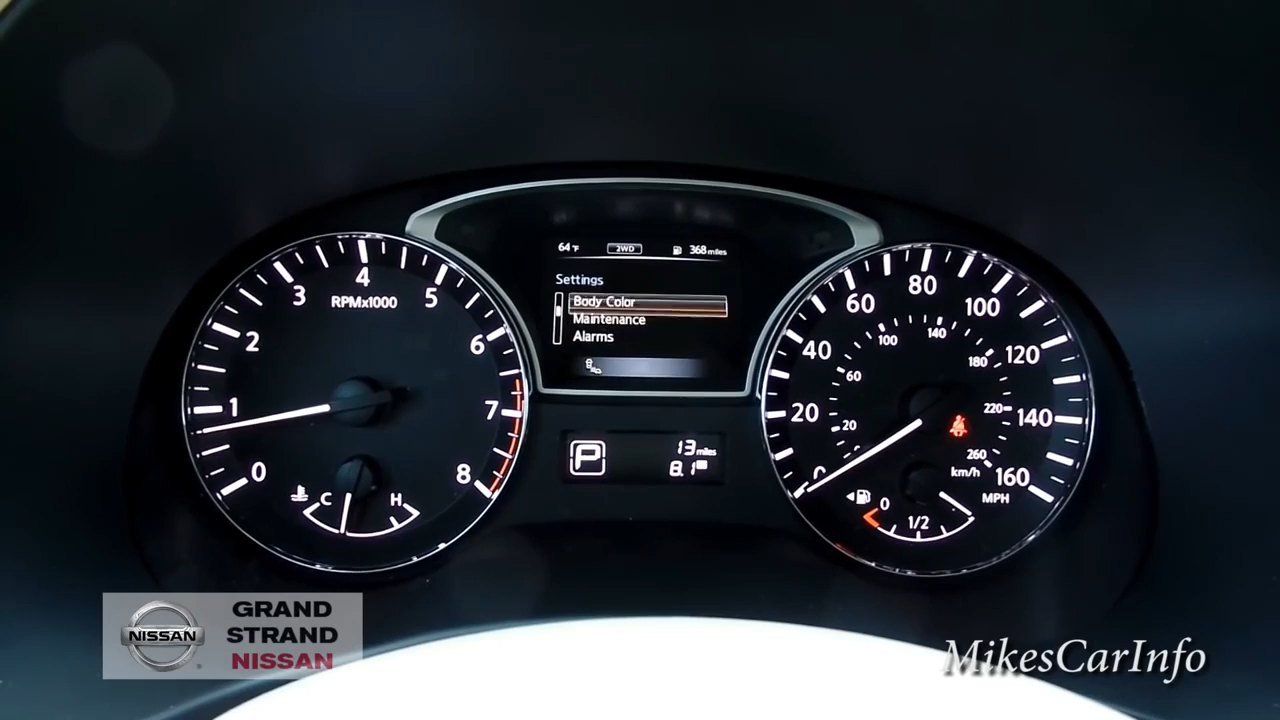 64°F 2WD 368 miles
Settings
Body Color
Maintenance
Alarms
0 1 2 3 4 5 6 7 8
RPMx1000
C H
P
13 miles
8.1
0 20 40 60 80 100 120 140 160
MPH
20 60 100 140 180 220 260
km/h
0 1/2
NISSAN
GRAND
STRAND
NISSAN
MikesCarInfo